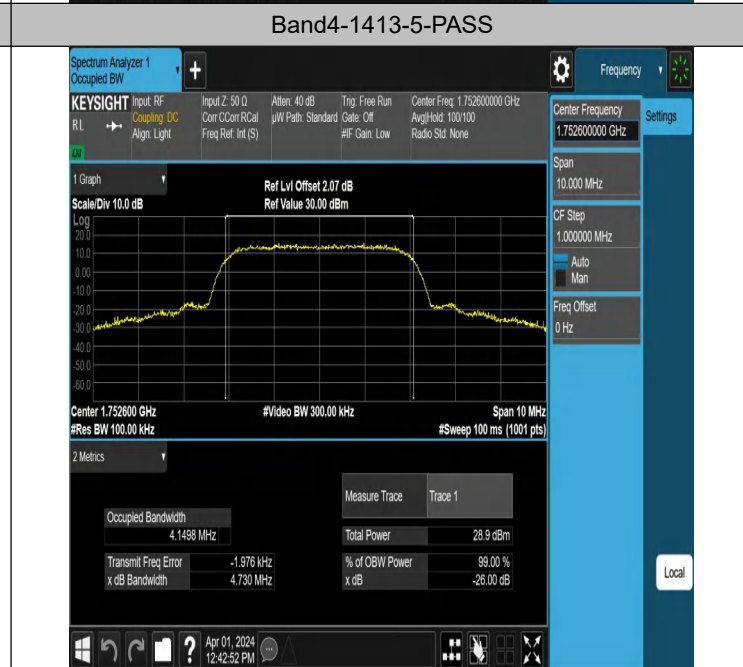 Band4-1413-5-PASS
Spectrum Analyzer 1
Occupied BW
+
Frequency
KEYSIGHT
RL
Input: RF
Coupling: DC
Align: Light
Input Z: 50 Ω
Corr CCorr RCal
Freq Ref: Int (S)
Atten: 40 dB
µW Path: Standard
Trig: Free Run
Gate: Off
#IF Gain: Low
Center Freq: 1.752600000 GHz
Avg|Hold: 100/100
Radio Std: None
Center Frequency
1.752600000 GHz
Settings
Span
10.000 MHz
CF Step
1.000000 MHz
Auto
Man
Freq Offset
0 Hz
1 Graph
Scale/Div 10.0 dB
Ref Lvl Offset 2.07 dB
Ref Value 30.00 dBm
Log
20.0
10.0
0.00
-10.0
-20.0
-30.0
-40.0
-50.0
-60.0
Center 1.752600 GHz
#Video BW 300.00 kHz
Span 10 MHz
#Res BW 100.00 kHz
#Sweep 100 ms (1001 pts)
2 Metrics
Measure Trace Trace 1
Occupied Bandwidth
4.1498 MHz
Total Power 28.9 dBm
Transmit Freq Error -1.976 kHz
% of OBW Power 99.00 %
x dB Bandwidth 4.730 MHz
x dB -26.00 dB
Local
?
Apr 01, 2024
12:42:52 PM